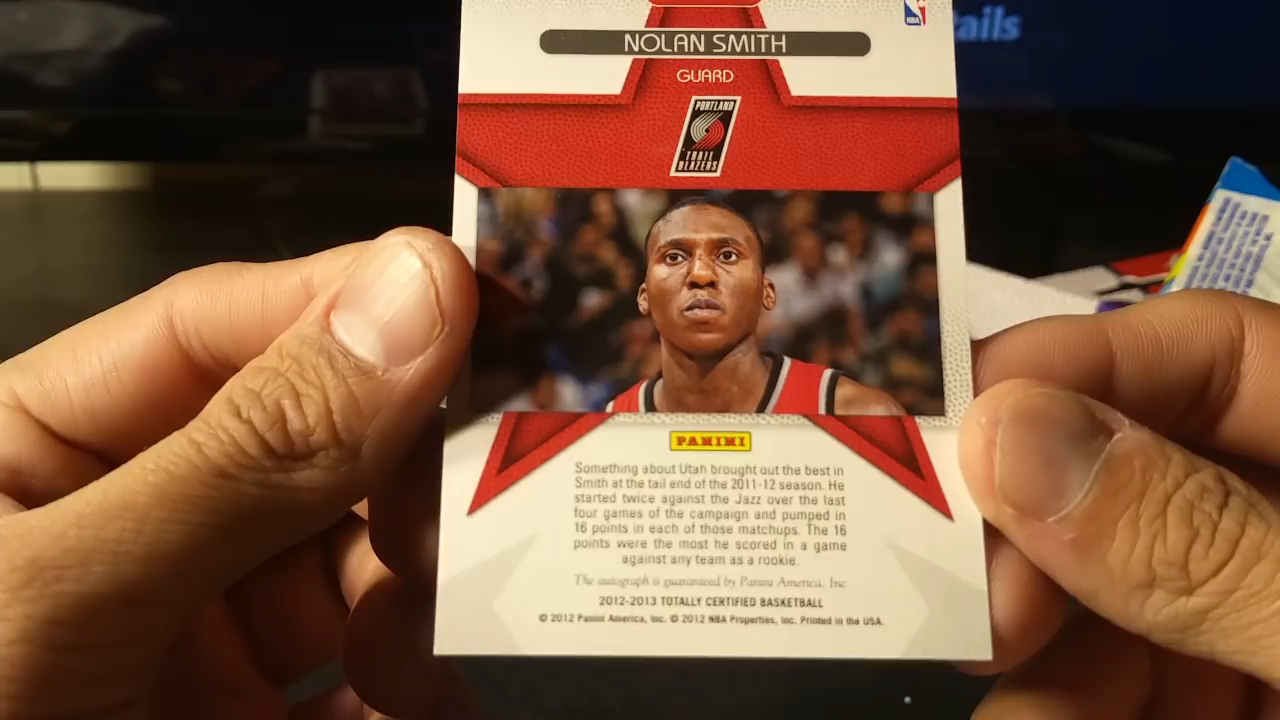 NOLAN SMITH
GUARD
NBA
PORTLAND
TRAIL
BLAZERS
PANINI
Something about Utah brought out the best in
Smith at the tail end of the 2011-12 season. He
started twice against the Jazz over the last
four games of the campaign and pumped in
16 points in each of those matchups. The 16
points were the most he scored in a game
against any team as a rookie.
The autograph is guaranteed by Panini America, Inc.
2012-2013 TOTALLY CERTIFIED BASKETBALL
© 2012 Panini America, Inc. © 2012 NBA Properties, Inc. Printed in the USA.